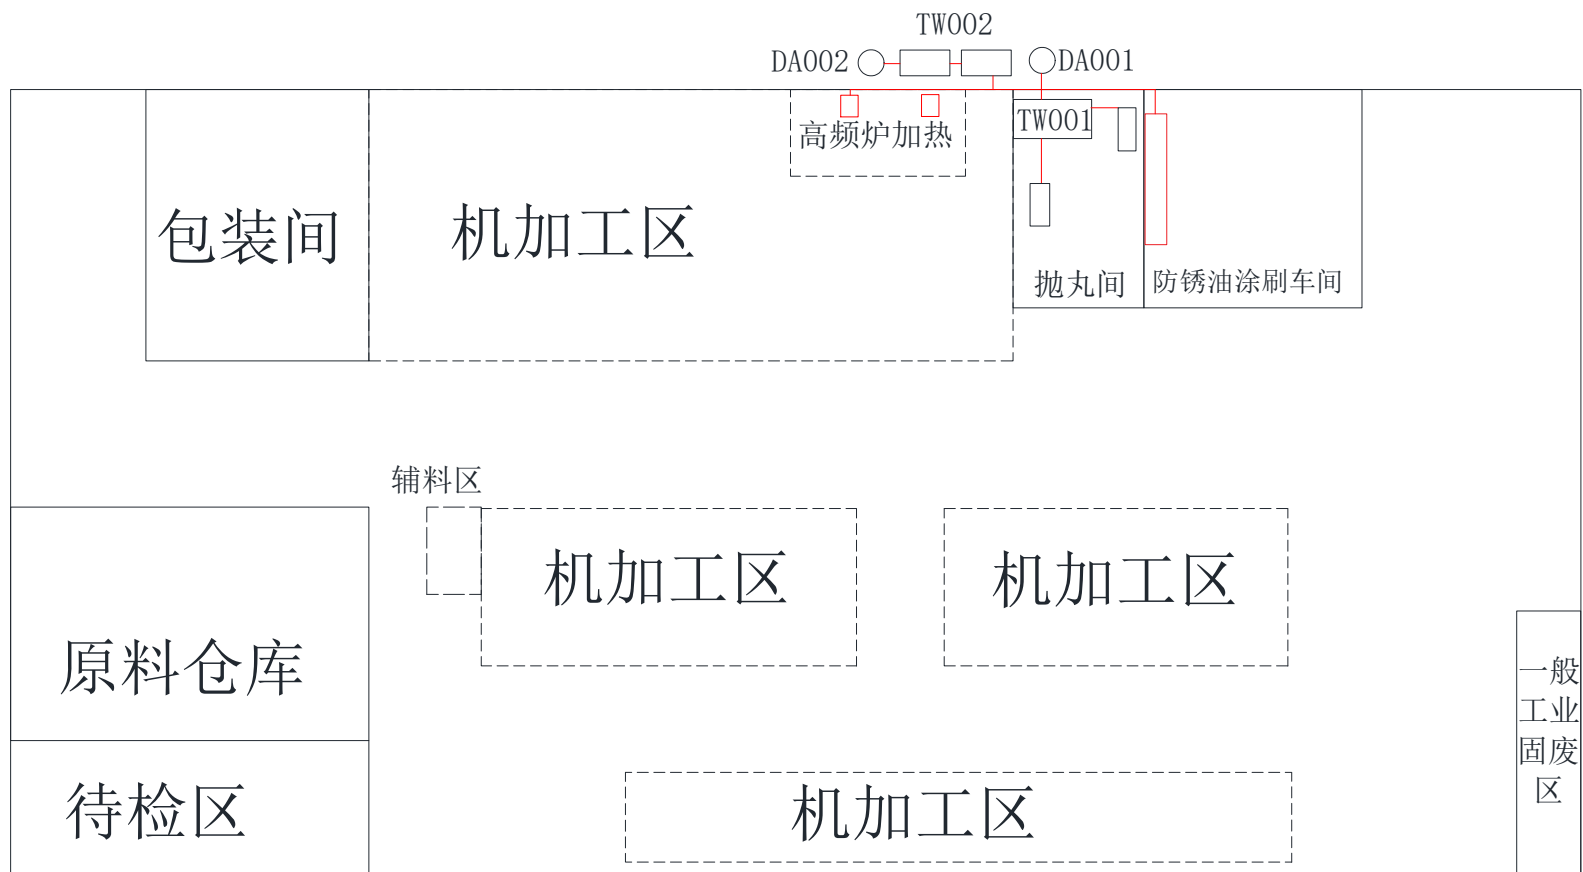 TW002
DA002
DA001
TW001
高频炉加热
包装间
机加工区
抛丸间
防锈油涂刷车间
辅料区
机加工区
机加工区
原料仓库
一般
工业
固废
区
待检区
机加工区